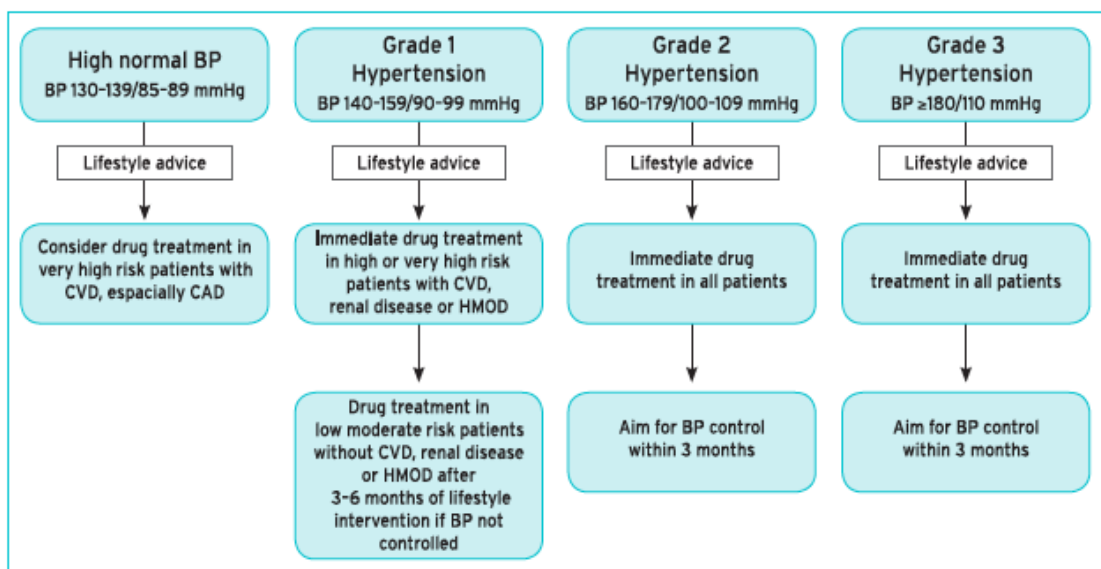 High normal BP
BP 130-139/85-89 mmHg
Lifestyle advice
Consider drug treatment in
very high risk patients with
CVD, espacially CAD
Grade 1
Hypertension
BP 140-159/90-99 mmHg
Lifestyle advice
Immediate drug treatment
in high or very high risk
patients with CVD,
renal disease or HMOD
Drug treatment in
low moderate risk patients
without CVD, renal disease
or HMOD after
3-6 months of lifestyle
intervention if BP not
controlled
Grade 2
Hypertension
BP 160-179/100-109 mmHg
Lifestyle advice
Immediate drug
treatment in all patients
Aim for BP control
within 3 months
Grade 3
Hypertension
BP ≥180/110 mmHg
Lifestyle advice
Immediate drug
treatment in all patients
Aim for BP control
within 3 months